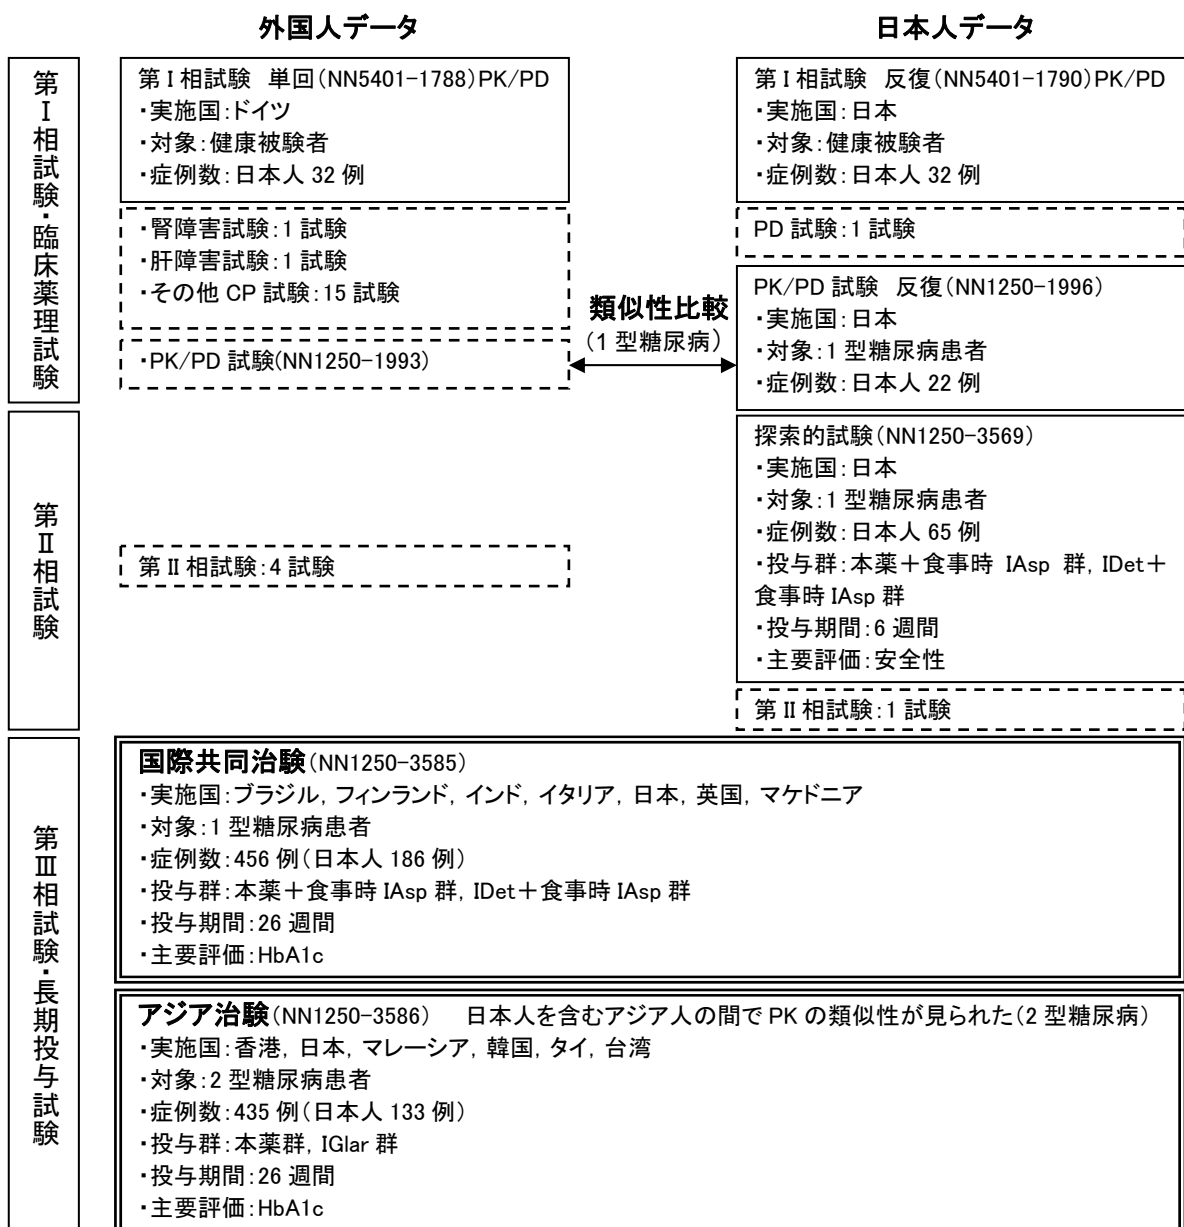 外国人データ
日本人データ
第Ⅰ相試験・臨床薬理試験
第 I 相試験 単回(NN5401-1788)PK/PD
・実施国:ドイツ
・対象:健康被験者
・症例数:日本人 32 例
・腎障害試験:1 試験
・肝障害試験:1 試験
・その他 CP 試験:15 試験
・PK/PD 試験(NN1250-1993)
類似性比較
(1 型糖尿病)
第 I 相試験 反復(NN5401-1790)PK/PD
・実施国:日本
・対象:健康被験者
・症例数:日本人 32 例
PD 試験:1 試験
PK/PD 試験 反復(NN1250-1996)
・実施国:日本
・対象:1 型糖尿病患者
・症例数:日本人 22 例
第Ⅱ相試験
第 II 相試験:4 試験
探索的試験(NN1250-3569)
・実施国:日本
・対象:1 型糖尿病患者
・症例数:日本人 65 例
・投与群:本薬+食事時 IAsp 群, IDet+
食事時 IAsp 群
・投与期間:6 週間
・主要評価:安全性
第 II 相試験:1 試験
第Ⅲ相試験・長期投与試験
国際共同治験(NN1250-3585)
・実施国:ブラジル, フィンランド, インド, イタリア, 日本, 英国, マケドニア
・対象:1 型糖尿病患者
・症例数:456 例(日本人 186 例)
・投与群:本薬+食事時 IAsp 群, IDet+食事時 IAsp 群
・投与期間:26 週間
・主要評価:HbA1c
アジア治験(NN1250-3586) 日本人を含むアジア人の間で PK の類似性が見られた(2 型糖尿病)
・実施国:香港, 日本, マレーシア, 韓国, タイ, 台湾
・対象:2 型糖尿病患者
・症例数:435 例(日本人 133 例)
・投与群:本薬群, IGlar 群
・投与期間:26 週間
・主要評価:HbA1c